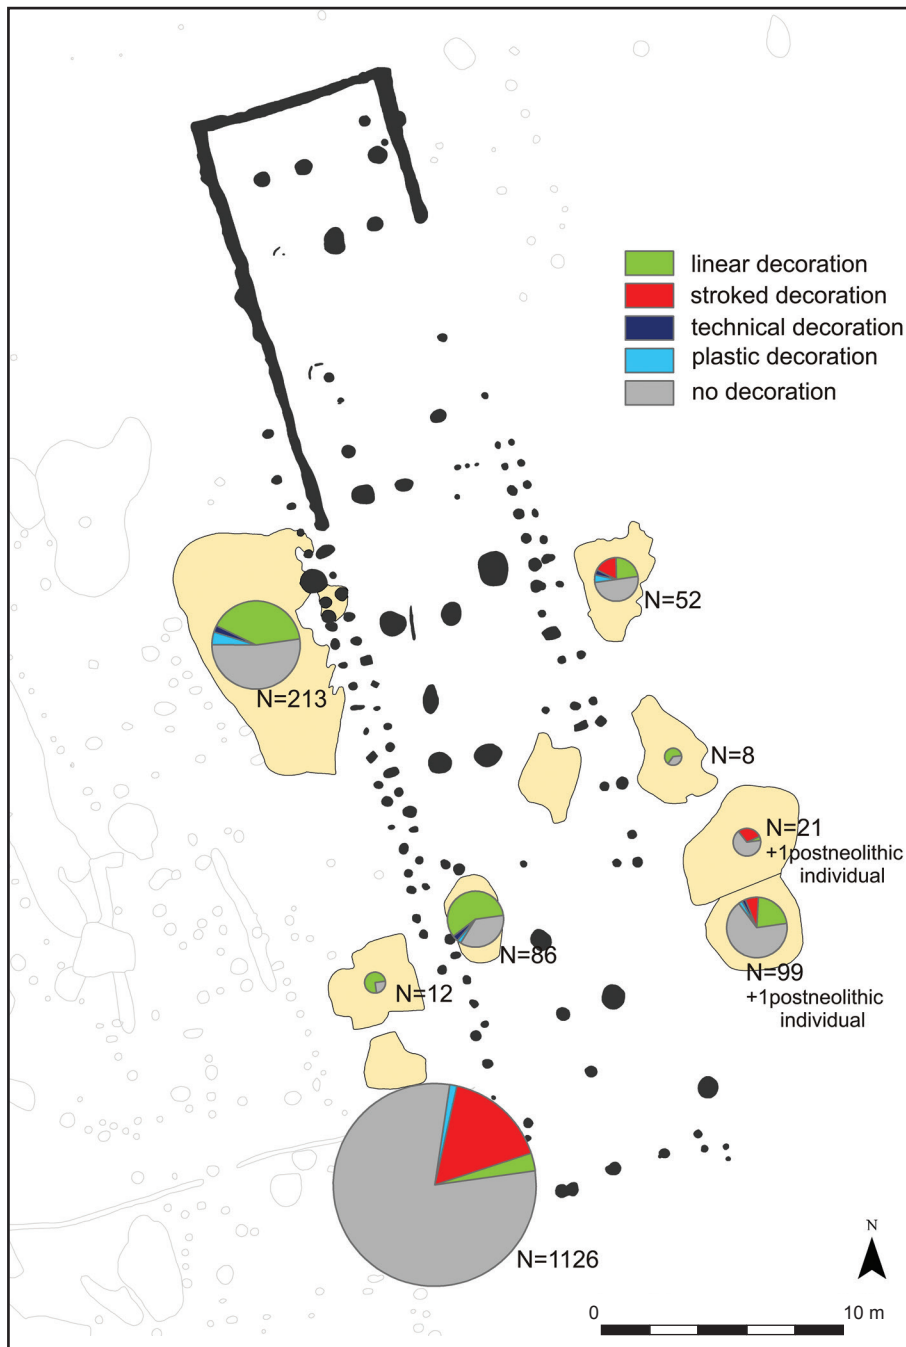 linear decoration
stroked decoration
technical decoration
plastic decoration
no decoration
N=52
N=213
N=8
N=21
+1postneolithic
individual
N=86
N=99
+1postneolithic
individual
N=12
N=1126
N
0 10 m